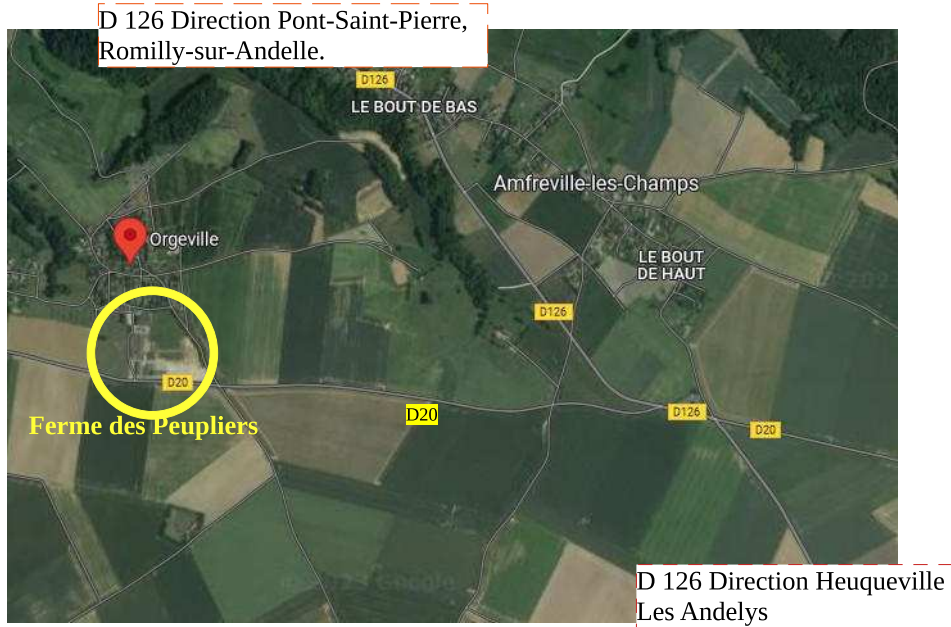 D 126 Direction Pont-Saint-Pierre,
Romilly-sur-Andelle.
D126
LE BOUT DE BAS
Amfreville-les-Champs
Orgeville
LE BOUT
DE HAUT
D126
D20
Ferme des Peupliers
D20
D126
D20
D 126 Direction Heuqueville
Les Andelys